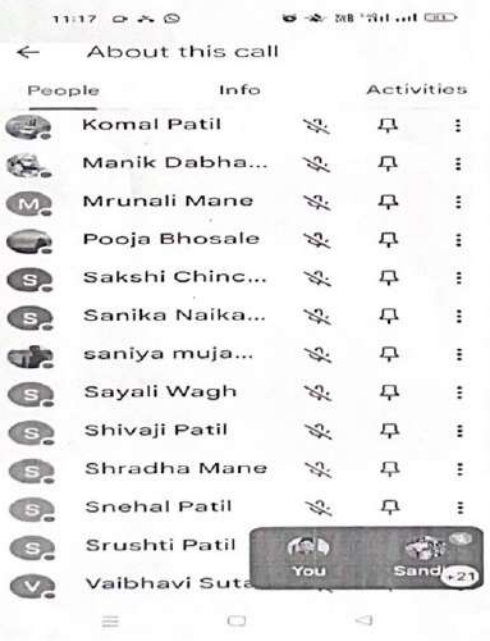 11:17
About this call
People Info Activities
Komal Patil
Manik Dabha...
M Mrunali Mane
Pooja Bhosale
S Sakshi Chinc...
S Sanika Naika...
saniya muja...
S Sayali Wagh
S Shivaji Patil
S Shradha Mane
S Snehal Patil
S Srushti Patil
V Vaibhavi Suta
You Sand +21